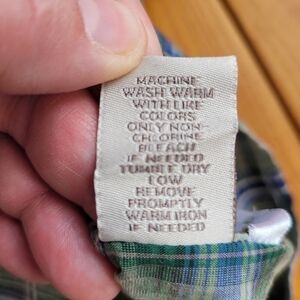 MACHINE
WASH WARM
WITH LIKE
COLORS
ONLY NON-
CHLORINE
BLEACH
IF NEEDED
TUMBLE DRY
LOW
REMOVE
PROMPTLY
WARM IRON
IF NEEDED